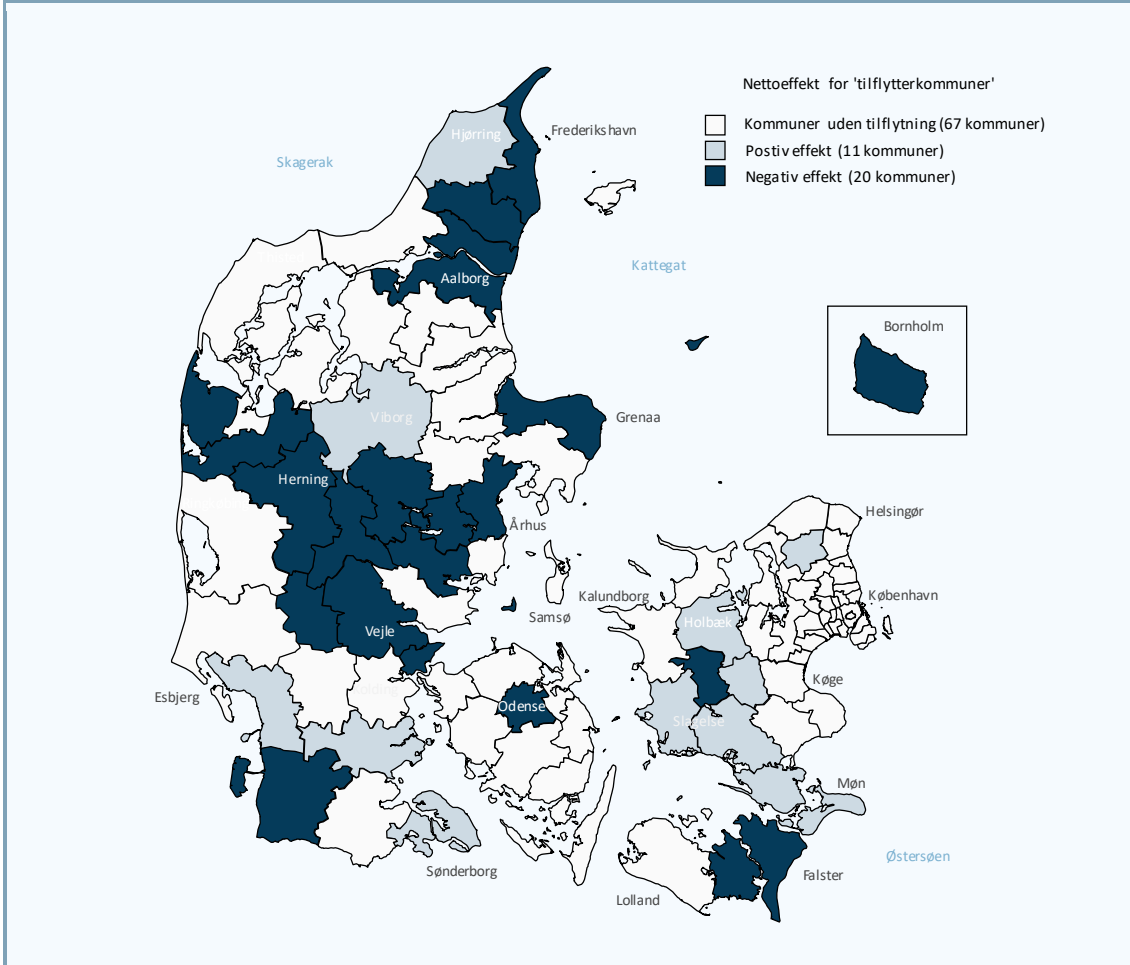 Nettoeffekt for 'tilflytterkommuner'
Kommuner uden tilflytning (67 kommuner)
Postiv effekt (11 kommuner)
Negativ effekt (20 kommuner)
Hjørring
Frederikshavn
Skagerak
Kattegat
Aalborg
Bornholm
Viborg
Grenaa
Herning
Helsingør
Århus
Kalundborg
København
Samsø
Holbæk
Vejle
Køge
Esbjerg
Kolding
Odense
Slagelse
Møn
Østersøen
Sønderborg
Falster
Lolland